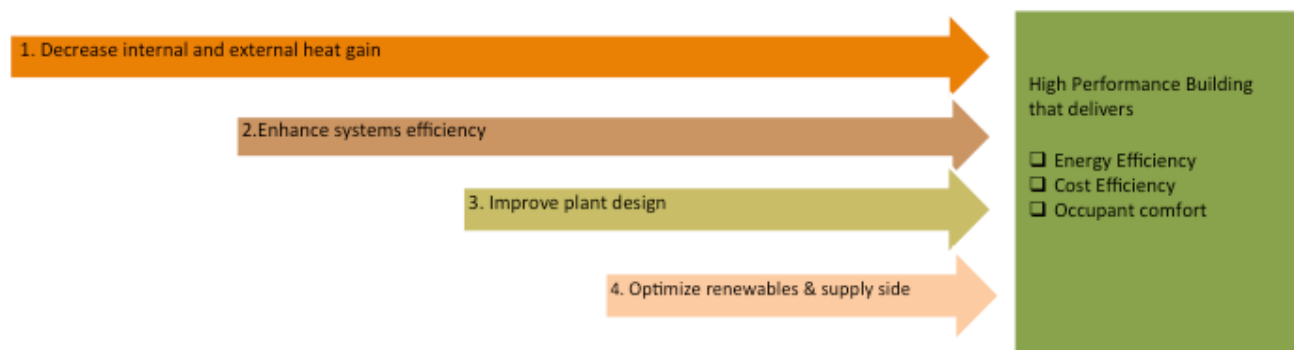 1. Decrease internal and external heat gain
2.Enhance systems efficiency
3. Improve plant design
4. Optimize renewables & supply side
High Performance Building
that delivers
❑ Energy Efficiency
❑ Cost Efficiency
❑ Occupant comfort